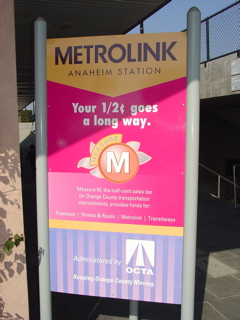 METROLINK
ANAHEIM STATION
Your 1/2¢ goes
a long way.
M
Measure M, the half-cent sales tax
for Orange County transportation
improvements, provides funds for:
Freeways | Streets & Roads | Metrolink | Transitways
Administered by
OCTA
Keeping Orange County Moving